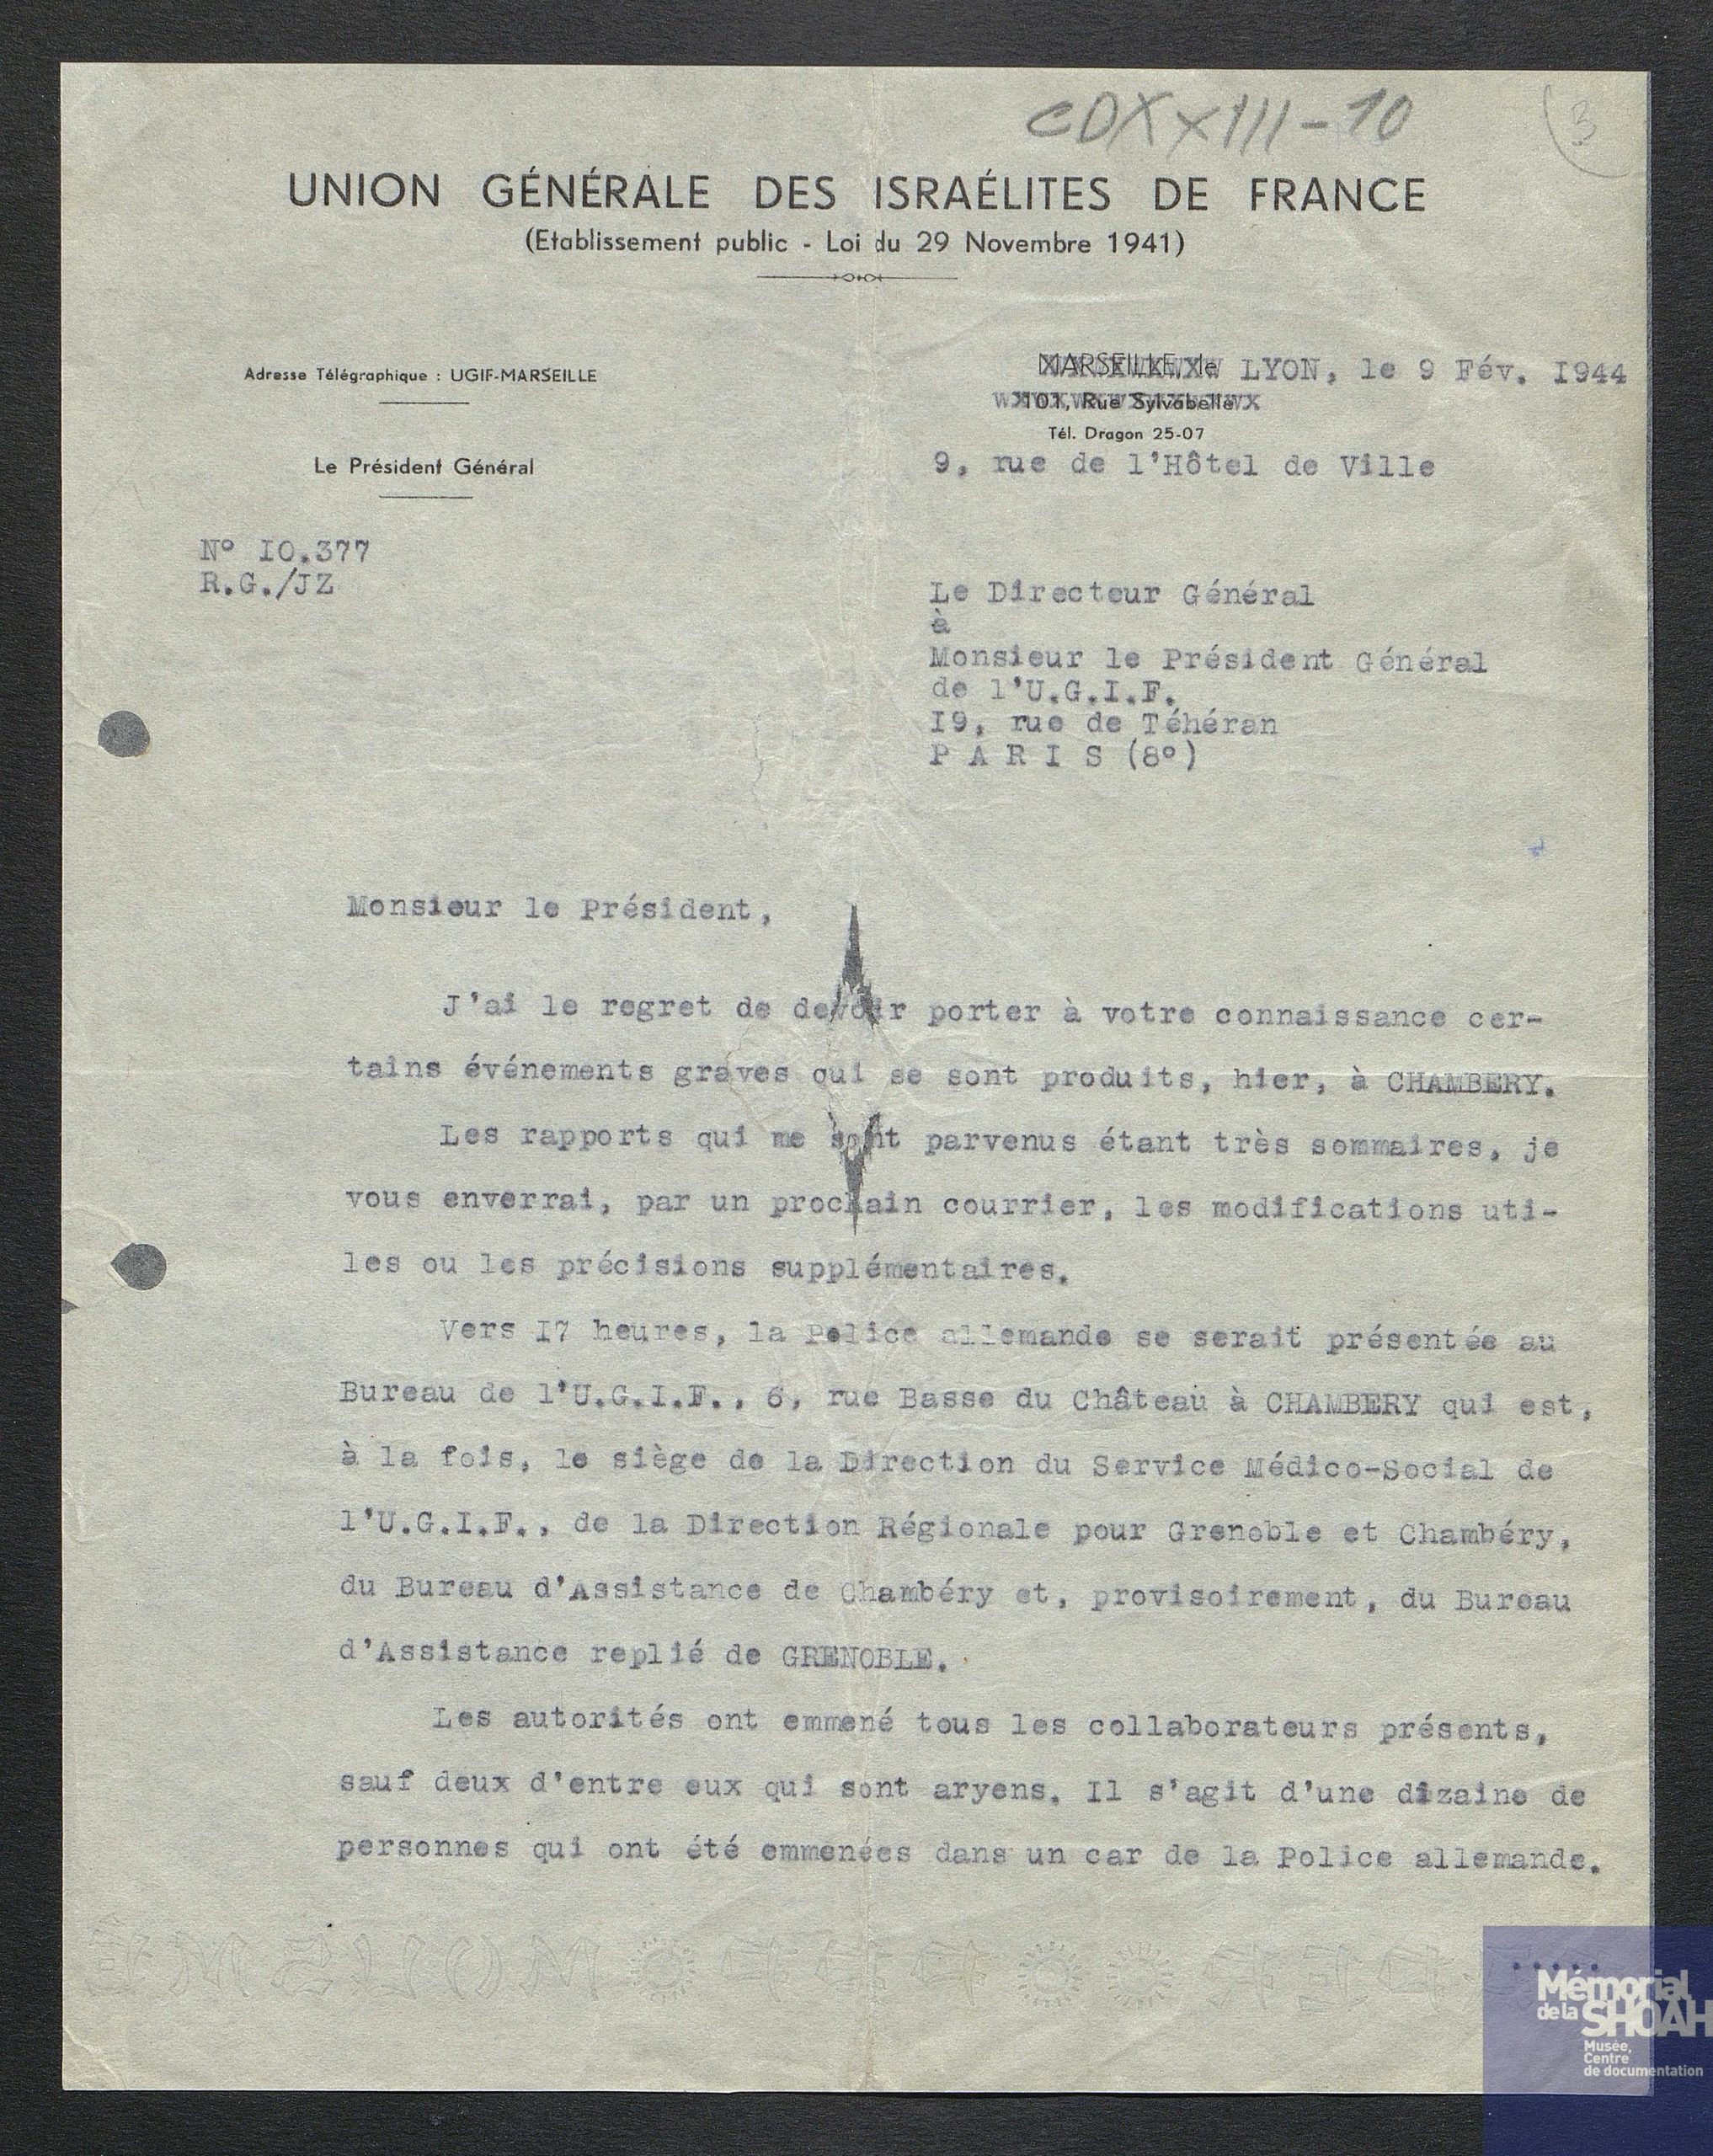 CDXXIII-10
3
UNION GÉNÉRALE DES ISRAÉLITES DE FRANCE
(Etablissement public - Loi du 29 Novembre 1941)
Adresse Télégraphique : UGIF-MARSEILLE
MARSEILLE, le LYON, le 9 Fév. I944
101, Rue Sylvabelle
Tél. Dragon 25-07
Le Président Général
9, rue de l'Hôtel de Ville
N° IO.377
R.G./JZ
Le Directeur Général
à
Monsieur le Président Général
de l'U.G.I.F.
I9, rue de Téhéran
P A R I S (8°)
Monsieur le Président,
J'ai le regret de devoir porter à votre connaissance cer-
tains événements graves qui se sont produits, hier, à CHAMBERY.
Les rapports qui me sont parvenus étant très sommaires, je
vous enverrai, par un prochain courrier, les modifications uti-
les ou les précisions supplémentaires.
Vers I7 heures, la Police allemande se serait présentée au
Bureau de l'U.G.I.F., 6, rue Basse du Château à CHAMBERY qui est,
à la fois, le siège de la Direction du Service Médico-Social de
l'U.G.I.F., de la Direction Régionale pour Grenoble et Chambéry,
du Bureau d'Assistance de Chambéry et, provisoirement, du Bureau
d'Assistance replié de GRENOBLE.
Les autorités ont emmené tous les collaborateurs présents,
sauf deux d'entre eux qui sont aryens. Il s'agit d'une dizaine de
personnes qui ont été emmenées dans un car de la Police allemande.
.....
Mémorial
de la SHOAH
Musée,
Centre
de documentation